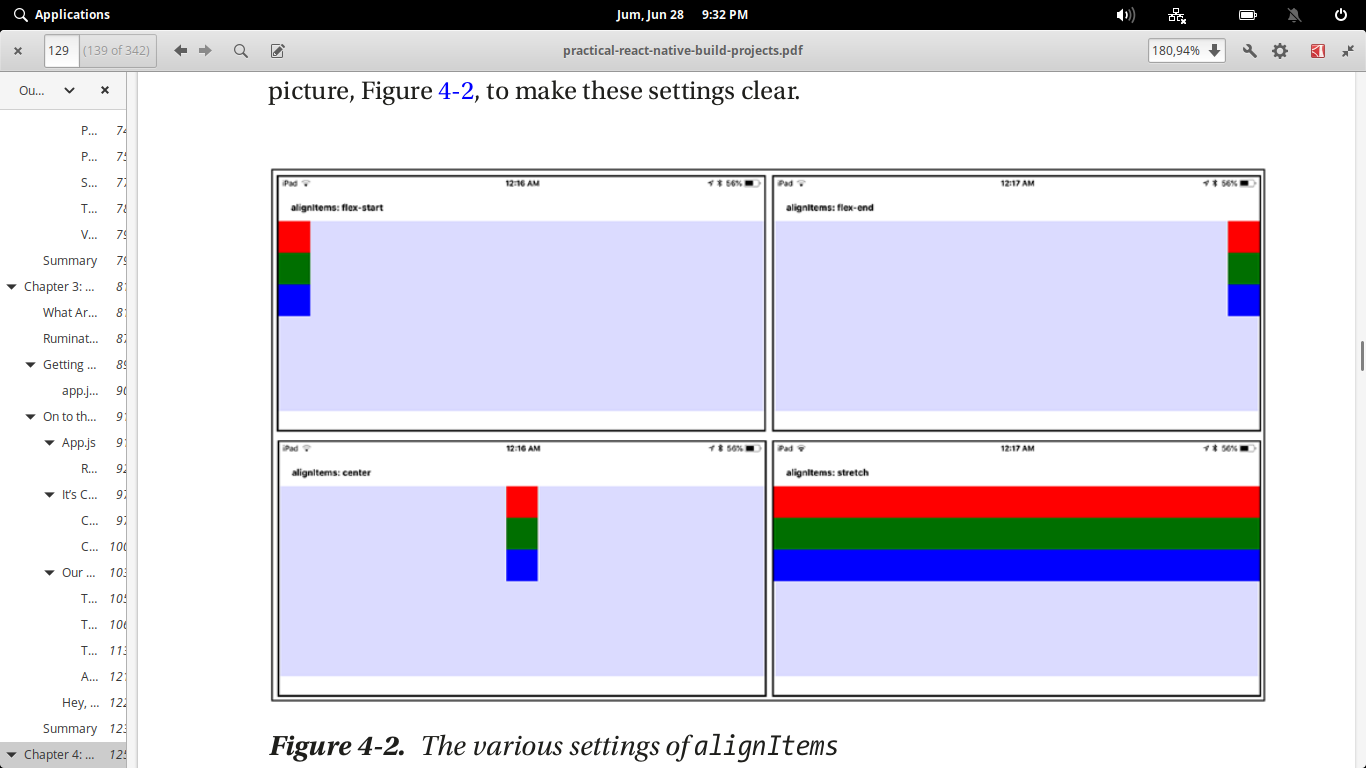 Applications
Jum, Jun 28 9:32 PM
129 (139 of 342)
practical-react-native-build-projects.pdf
180,94%
Ou...
P... 74
P... 75
S... 77
T... 78
V... 79
Summary 79
Chapter 3: ... 81
What Ar... 81
Ruminat... 87
Getting ... 89
app.j... 90
On to th... 91
App.js 91
R... 92
It's C... 97
C... 97
C... 100
Our ... 103
T... 105
T... 106
T... 113
A... 121
Hey, ... 122
Summary 123
Chapter 4: ... 125
picture, Figure 4-2, to make these settings clear.
iPad 12:16 AM 56%
alignItems: flex-start
iPad 12:17 AM 56%
alignItems: flex-end
iPad 12:16 AM 56%
alignItems: center
iPad 12:17 AM 56%
alignItems: stretch
Figure 4-2. The various settings of alignItems